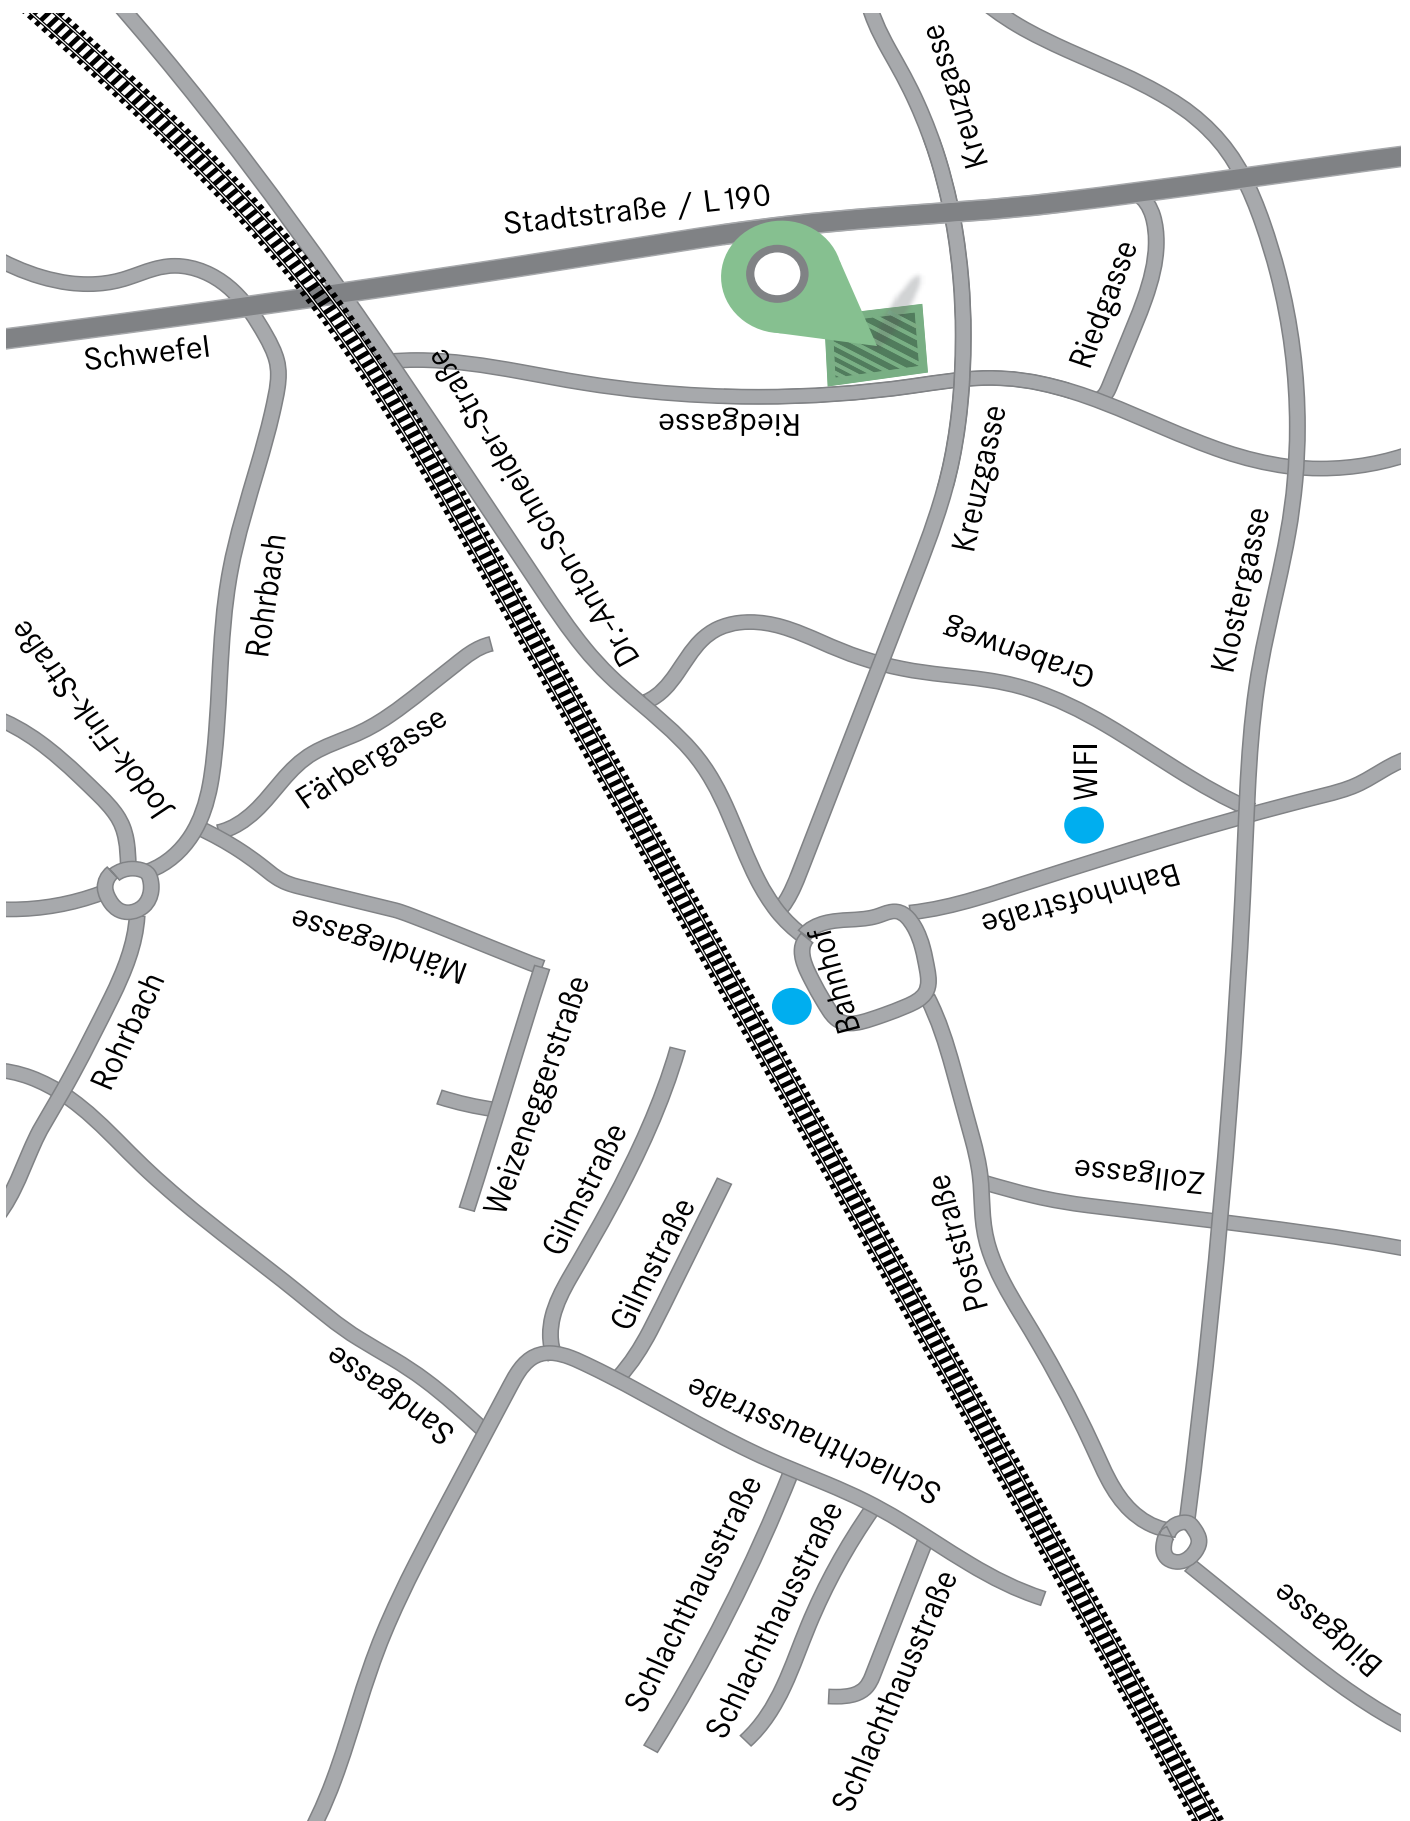 Kreuzgasse
Stadtstraße / L 190
Schwefel
Riedgasse
Dr.-Anton-Schneider-Straße
Riedgasse
Kreuzgasse
Klostergasse
Rohrbach
Jodok-Fink-Straße
Grabenweg
Färbergasse
WIFI
Bahnhofstraße
Mähdlegasse
Bahnhof
Rohrbach
Weizeneggerstraße
Gilmstraße
Zollgasse
Poststraße
Gilmstraße
Sandgasse
Schlachthausstraße
Schlachthausstraße
Schlachthausstraße
Schlachthausstraße
Bildgasse